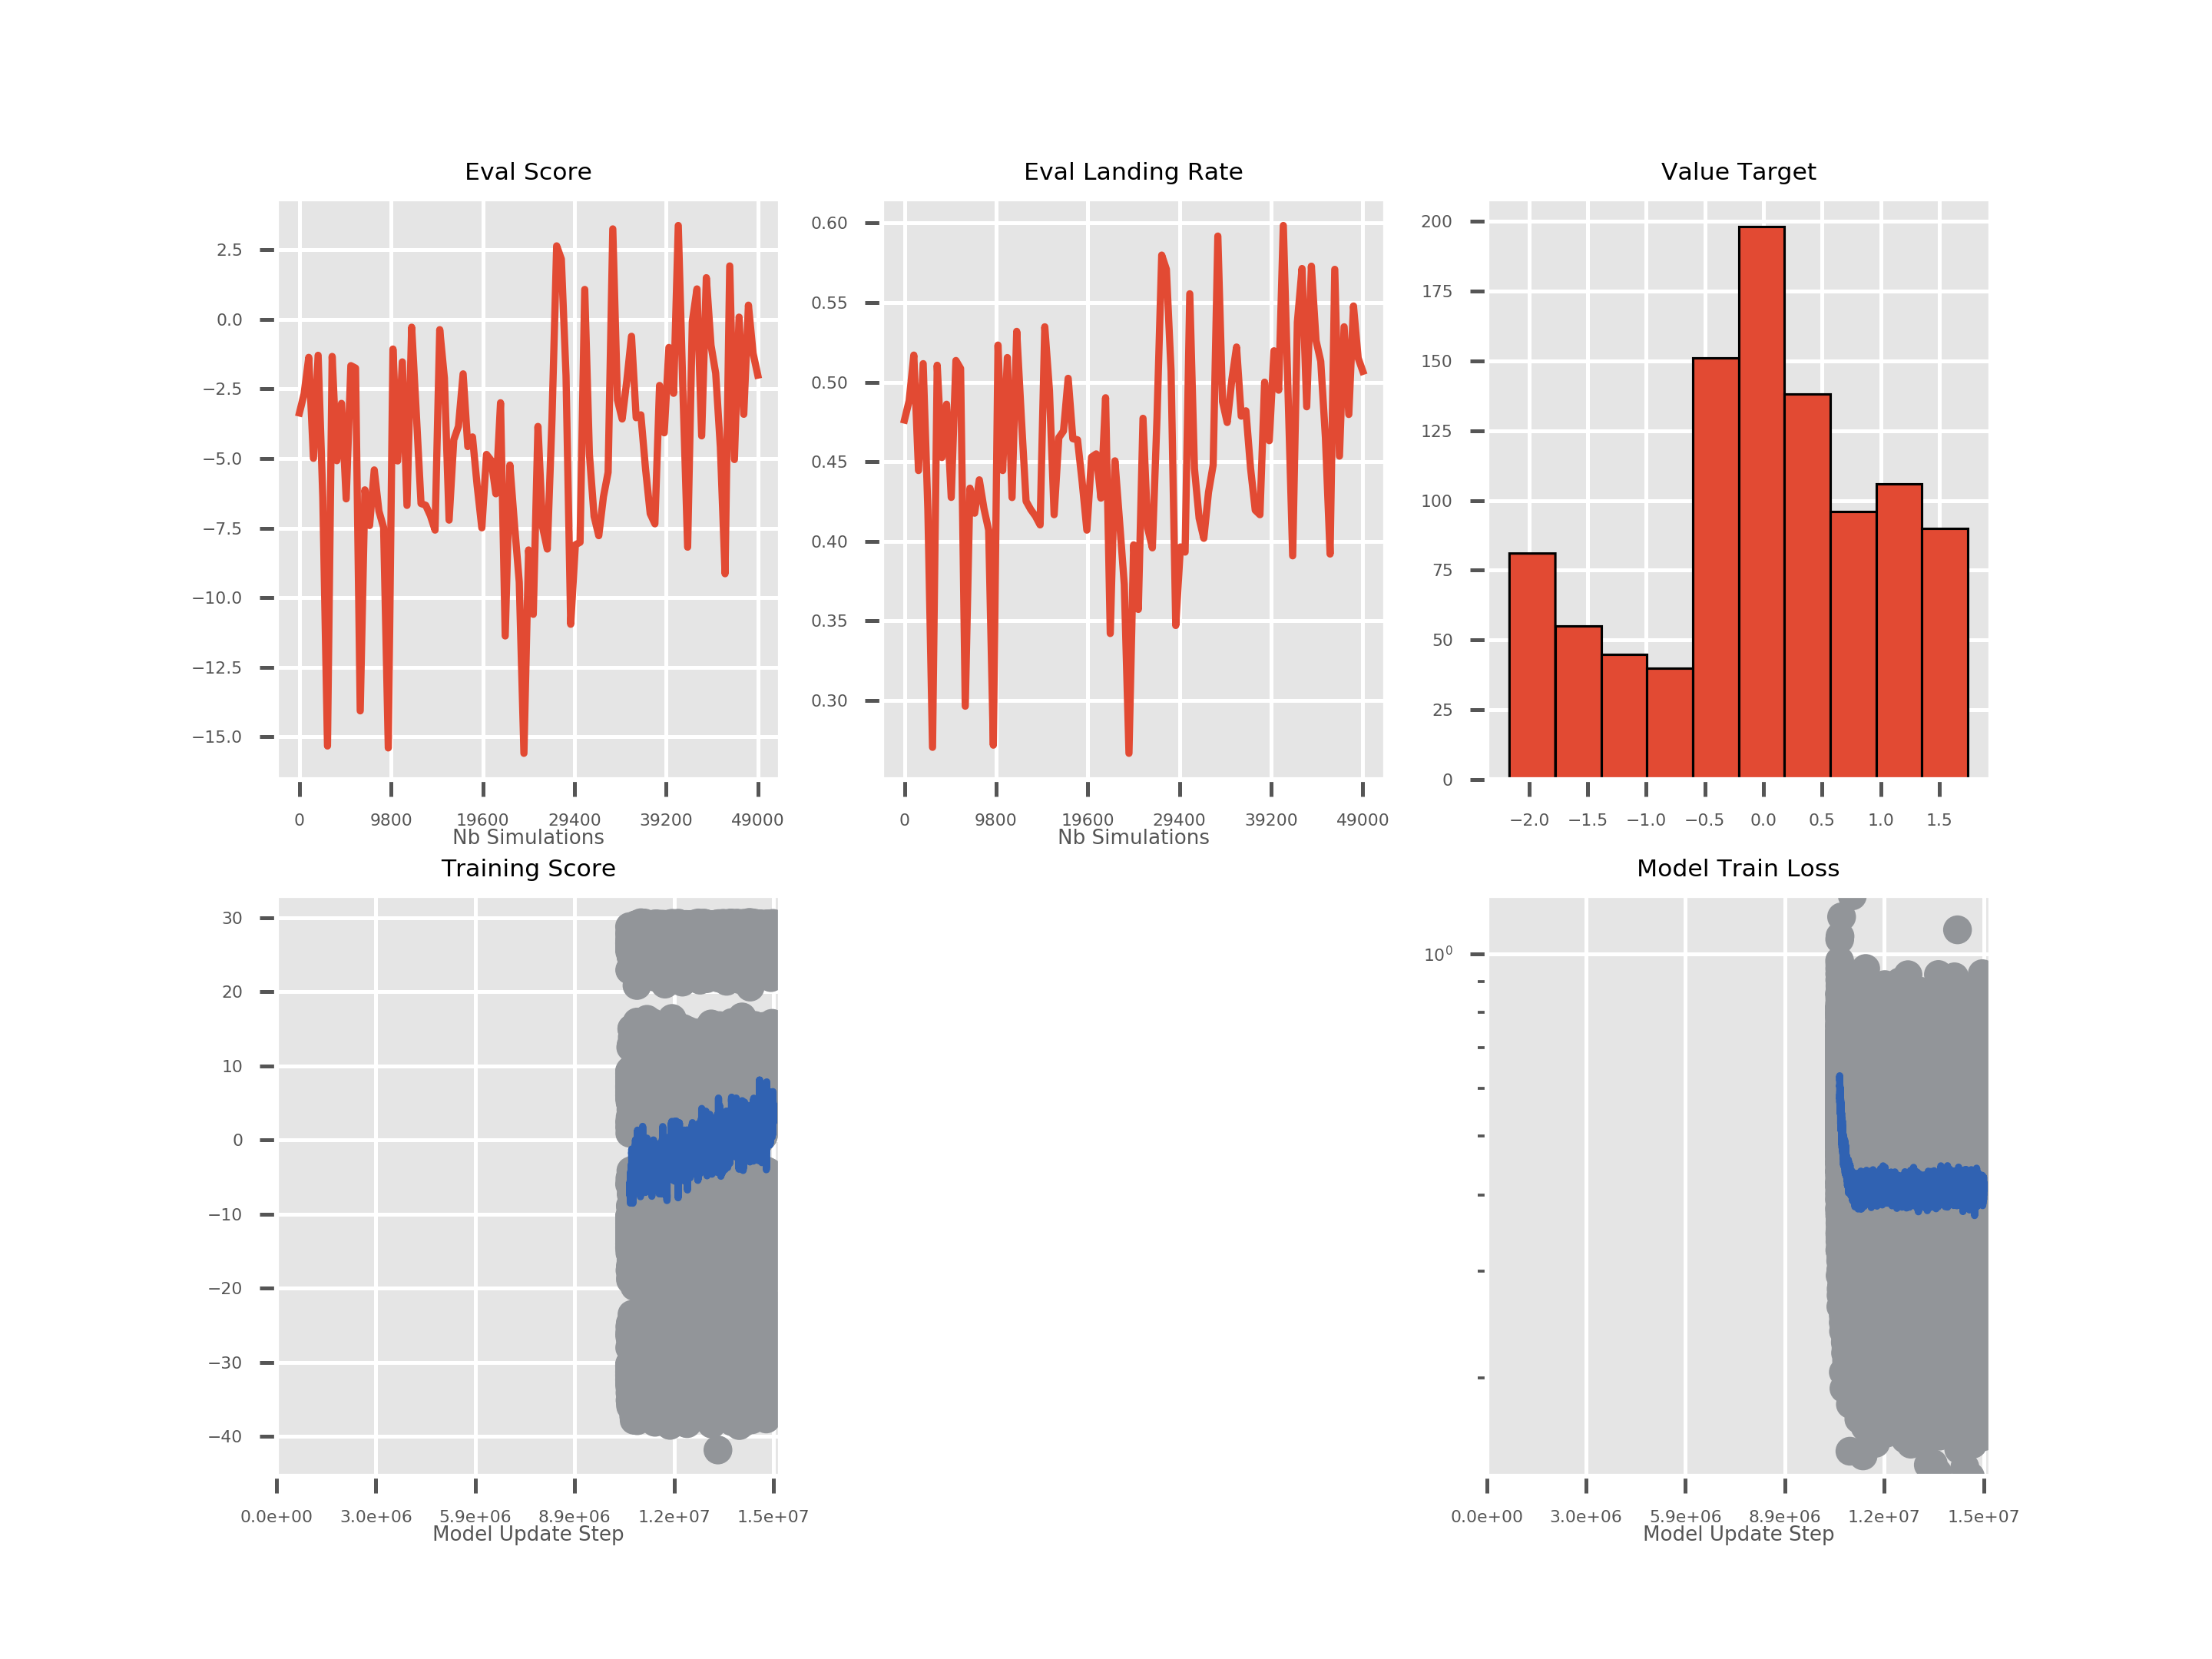 Eval Score
2.5
0.0
−2.5
−5.0
−7.5
−10.0
−12.5
−15.0
0 9800 19600 29400 39200 49000
Nb Simulations
Eval Landing Rate
0.60
0.55
0.50
0.45
0.40
0.35
0.30
0 9800 19600 29400 39200 49000
Nb Simulations
Value Target
200
175
150
125
100
75
50
25
0
−2.0 −1.5 −1.0 −0.5 0.0 0.5 1.0 1.5
Training Score
30
20
10
0
−10
−20
−30
−40
0.0e+00 3.0e+06 5.9e+06 8.9e+06 1.2e+07 1.5e+07
Model Update Step
Model Train Loss
10⁰
0.0e+00 3.0e+06 5.9e+06 8.9e+06 1.2e+07 1.5e+07
Model Update Step